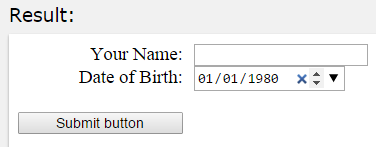 Result:
Your Name:
Date of Birth: 01/01/1980
Submit button